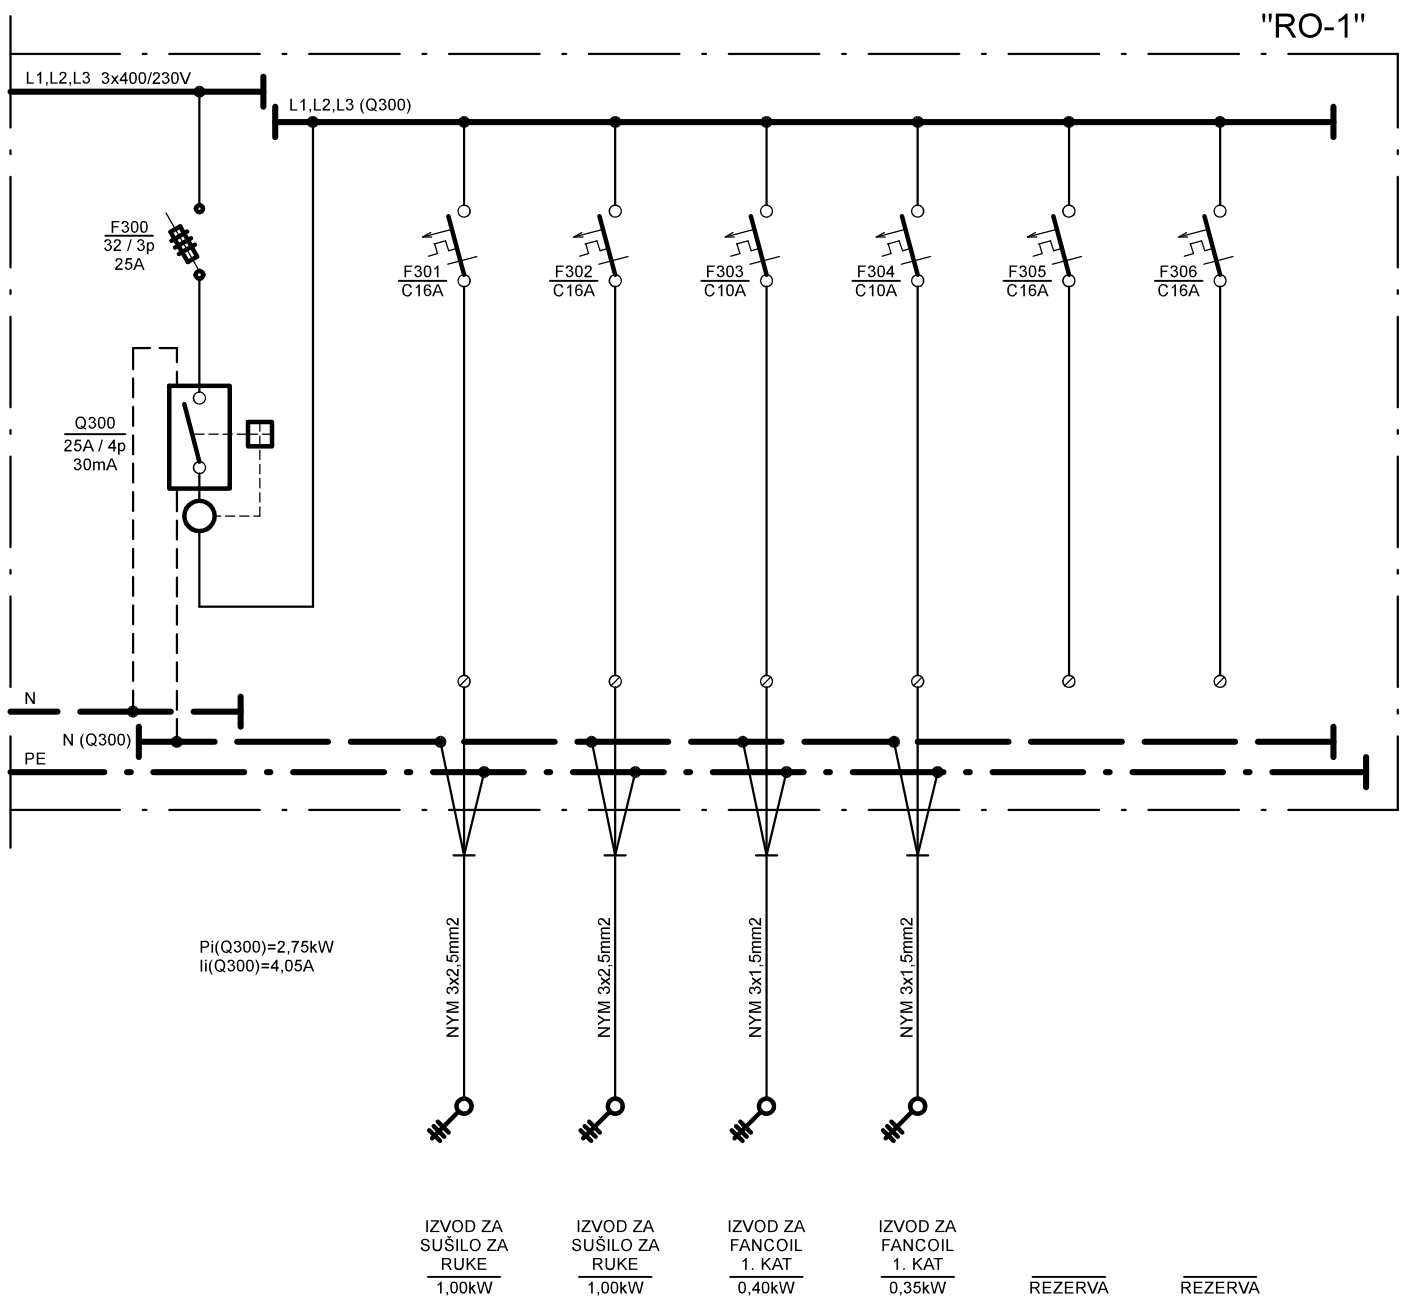 "RO-1"
L1,L2,L3 3x400/230V
L1,L2,L3 (Q300)
F300
32 / 3p
25A
F301
C16A
F302
C16A
F303
C10A
F304
C10A
F305
C16A
F306
C16A
Q300
25A / 4p
30mA
N
N (Q300)
PE
Pi(Q300)=2,75kW
Ii(Q300)=4,05A
NYM 3x2,5mm2
NYM 3x2,5mm2
NYM 3x1,5mm2
NYM 3x1,5mm2
IZVOD ZA
SUŠILO ZA
RUKE
1,00kW
IZVOD ZA
SUŠILO ZA
RUKE
1,00kW
IZVOD ZA
FANCOIL
1. KAT
0,40kW
IZVOD ZA
FANCOIL
1. KAT
0,35kW
REZERVA
REZERVA